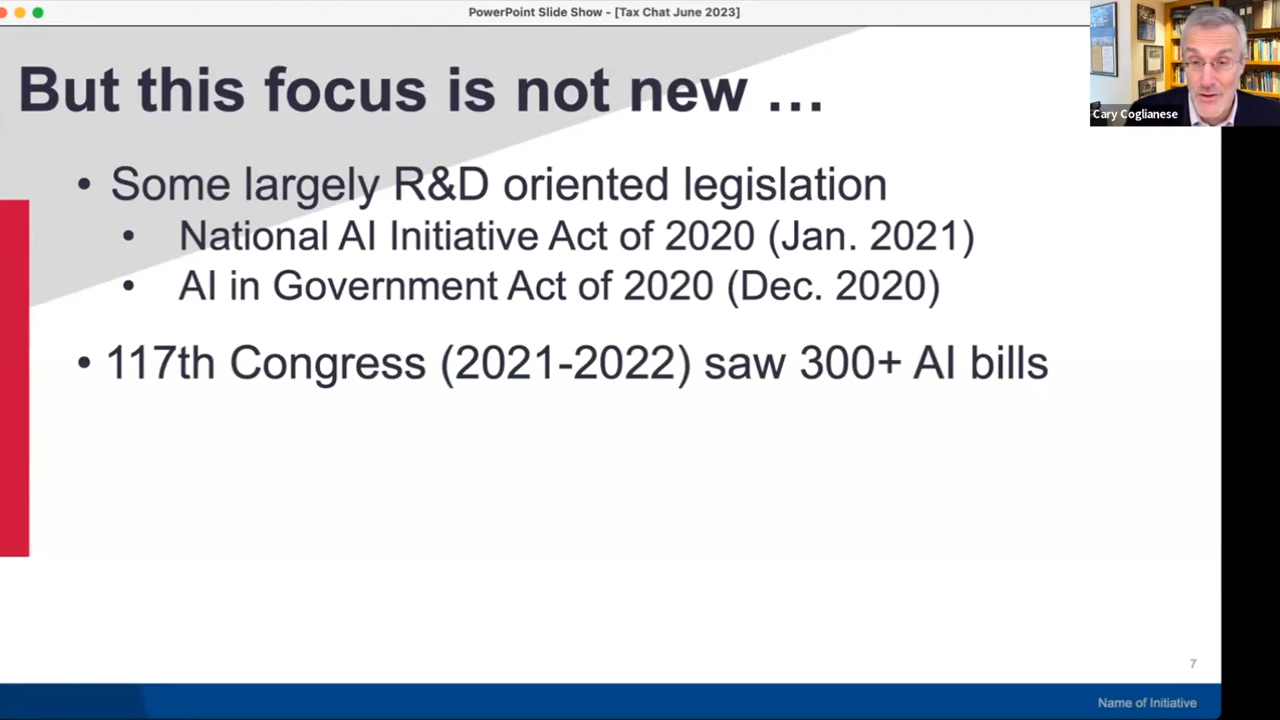 PowerPoint Slide Show - [Tax Chat June 2023]
But this focus is not new …
• Some largely R&D oriented legislation
• National AI Initiative Act of 2020 (Jan. 2021)
• AI in Government Act of 2020 (Dec. 2020)
• 117th Congress (2021-2022) saw 300+ AI bills
Cary Coglianese
7
Name of Initiative